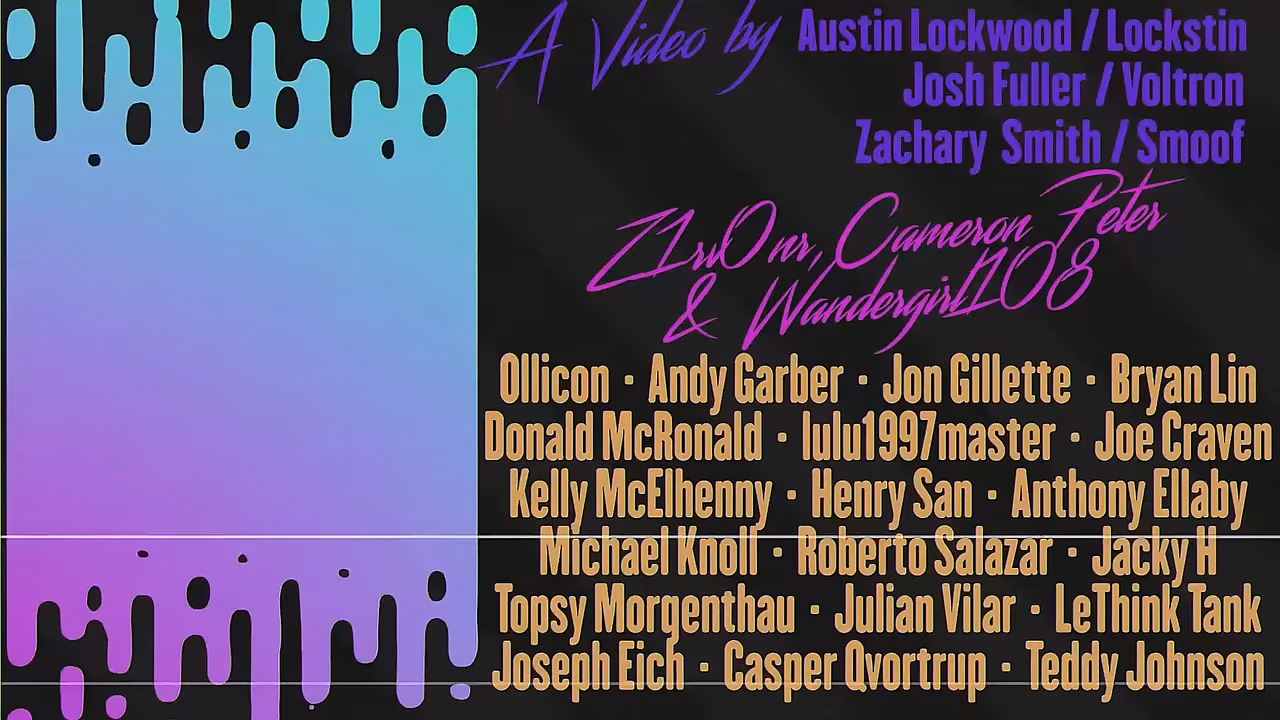 A Video by Austin Lockwood / Lockstin
Josh Fuller / Voltron
Zachary Smith / Smoof
Z1rr0nr, Cameron Peter
& Wandergirl108
Ollicon · Andy Garber · Jon Gillette · Bryan Lin
Donald McRonald · lulu1997master · Joe Craven
Kelly McElhenny · Henry San · Anthony Ellaby
Michael Knoll · Roberto Salazar · Jacky H
Topsy Morgenthau · Julian Vilar · LeThink Tank
Joseph Eich · Casper Qvortrup · Teddy Johnson